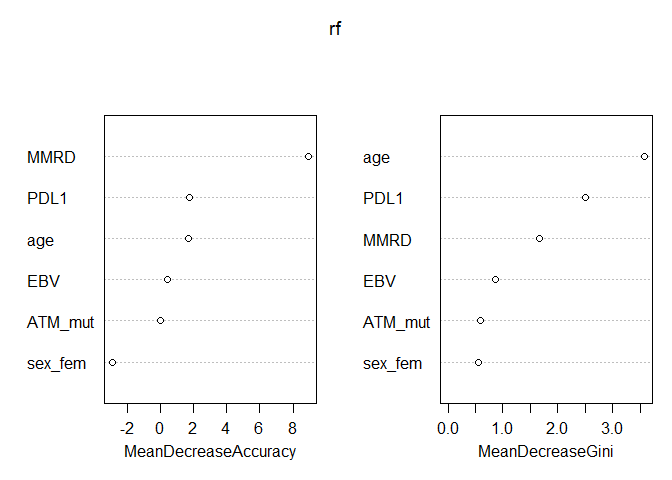 rf
MMRD
PDL1
age
EBV
ATM_mut
sex_fem
-2 0 2 4 6 8
MeanDecreaseAccuracy
age
PDL1
MMRD
EBV
ATM_mut
sex_fem
0.0 1.0 2.0 3.0
MeanDecreaseGini